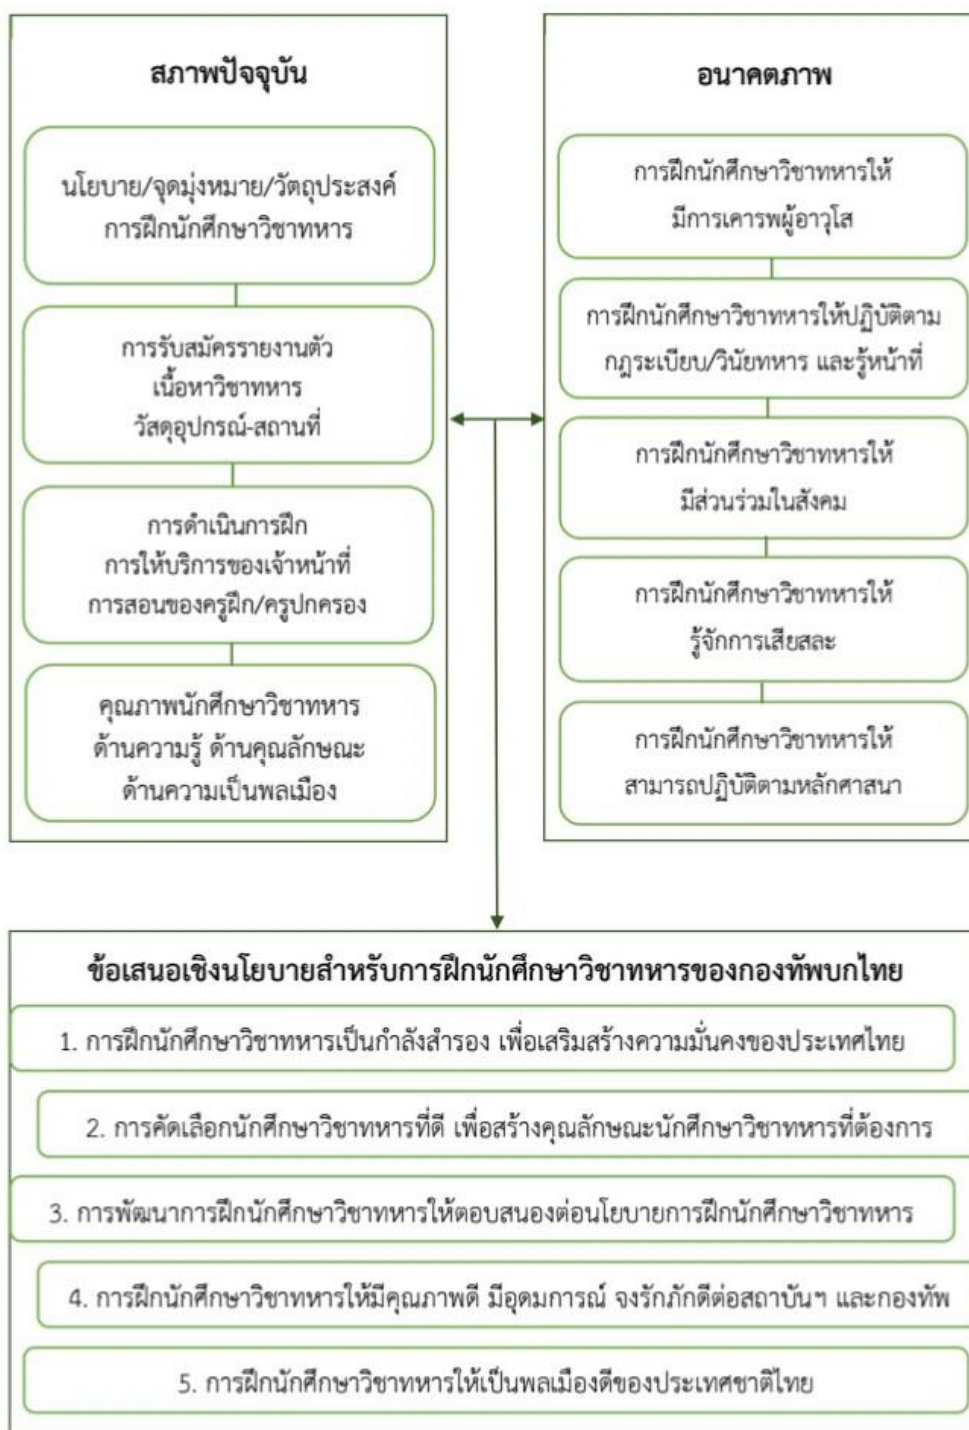 สภาพปัจจุบัน
นโยบาย/จุดมุ่งหมาย/วัตถุประสงค์
การฝึกนักศึกษาวิชาทหาร
การรับสมัครรายงานตัว
เนื้อหาวิชาทหาร
วัสดุอุปกรณ์-สถานที่
การดำเนินการฝึก
การให้บริการของเจ้าหน้าที่
การสอนของครูฝึก/ครูปกครอง
คุณภาพนักศึกษาวิชาทหาร
ด้านความรู้ ด้านคุณลักษณะ
ด้านความเป็นพลเมือง
อนาคตภาพ
การฝึกนักศึกษาวิชาทหารให้
มีการเคารพผู้อาวุโส
การฝึกนักศึกษาวิชาทหารให้ปฏิบัติตาม
กฎระเบียบ/วินัยทหาร และรู้หน้าที่
การฝึกนักศึกษาวิชาทหารให้
มีส่วนร่วมในสังคม
การฝึกนักศึกษาวิชาทหารให้
รู้จักการเสียสละ
การฝึกนักศึกษาวิชาทหารให้
สามารถปฏิบัติตามหลักศาสนา
ข้อเสนอเชิงนโยบายสำหรับการฝึกนักศึกษาวิชาทหารของกองทัพบกไทย
1. การฝึกนักศึกษาวิชาทหารเป็นกำลังสำรอง เพื่อเสริมสร้างความมั่นคงของประเทศไทย
2. การคัดเลือกนักศึกษาวิชาทหารที่ดี เพื่อสร้างคุณลักษณะนักศึกษาวิชาทหารที่ต้องการ
3. การพัฒนาการฝึกนักศึกษาวิชาทหารให้ตอบสนองต่อนโยบายการฝึกนักศึกษาวิชาทหาร
4. การฝึกนักศึกษาวิชาทหารให้มีคุณภาพดี มีอุดมการณ์ จงรักภักดีต่อสถาบันฯ และกองทัพ
5. การฝึกนักศึกษาวิชาทหารให้เป็นพลเมืองดีของประเทศชาติไทย